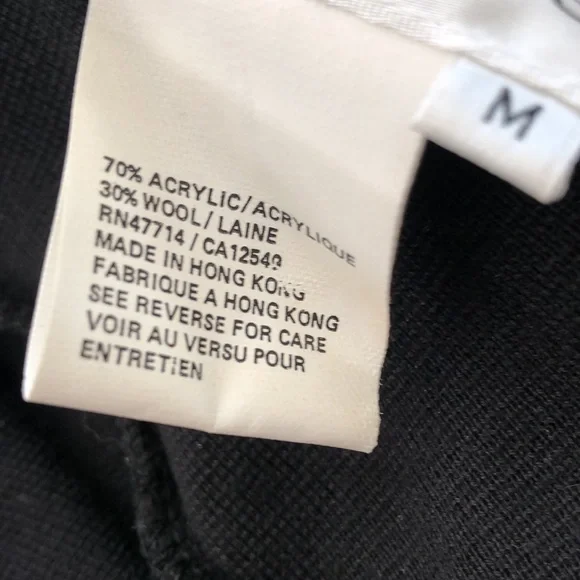 M
70% ACRYLIC/ACRYLIQUE
30% WOOL/LAINE
RN47714/CA12549
MADE IN HONG KONG
FABRIQUE A HONG KONG
SEE REVERSE FOR CARE
VOIR AU VERSU POUR
ENTRETIEN